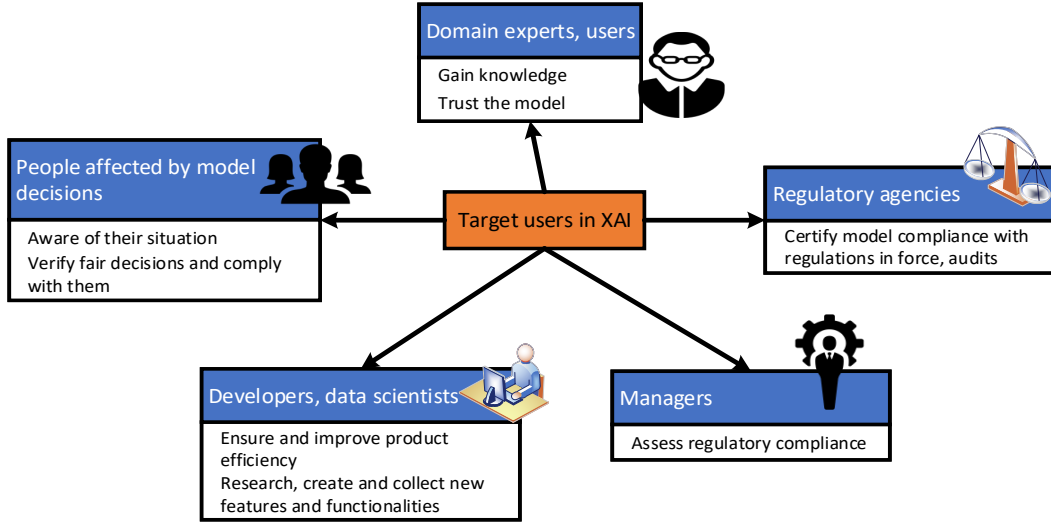 Domain experts, users
Gain knowledge
Trust the model
People affected by model
decisions
Aware of their situation
Verify fair decisions and comply
with them
Target users in XAI
Regulatory agencies
Certify model compliance with
regulations in force, audits
Developers, data scientists
Ensure and improve product
efficiency
Research, create and collect new
features and functionalities
Managers
Assess regulatory compliance